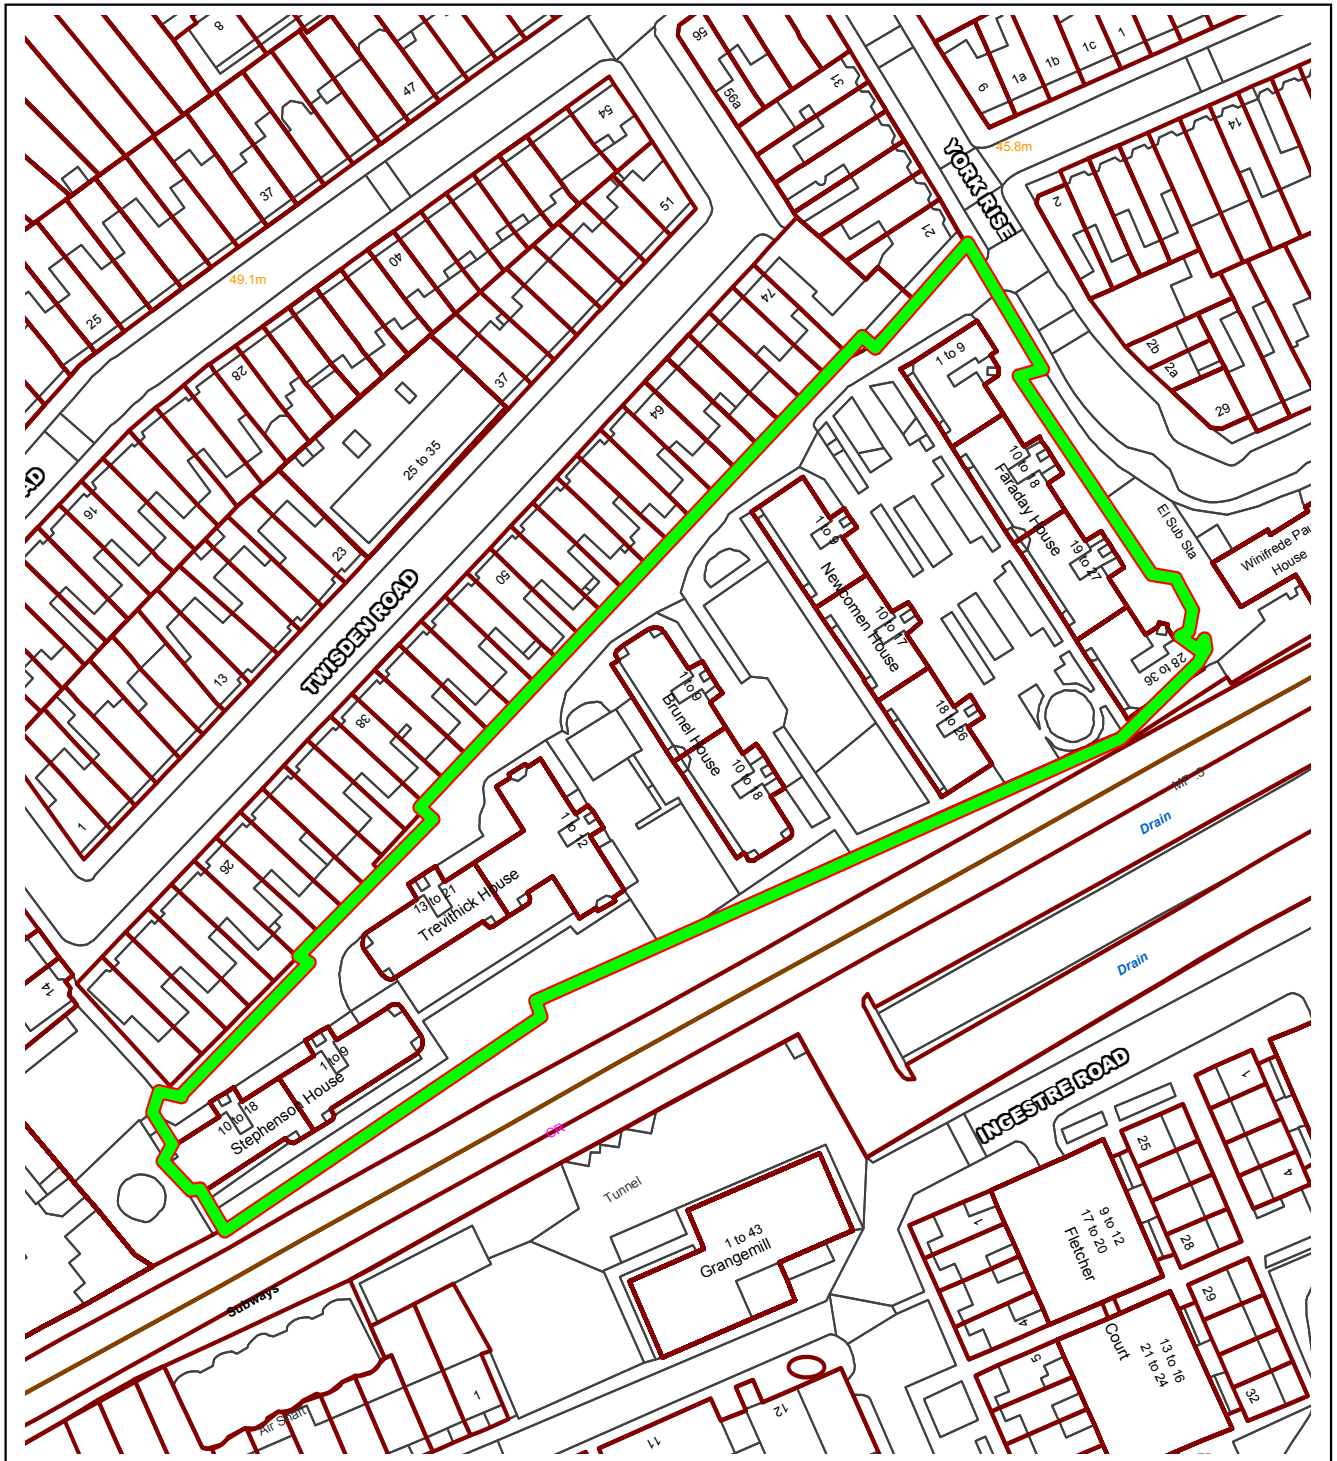 8
56
47
31
56a
6
1a
1b
1c
1
54
14
45.8m
YORK RISE
37
51
2
21
40
49.1m
74
25
28
2b
2a
1 to 9
37
64
29
25 to 35
10 to 18
Faraday House
16
El Sub Sta
1 to 9
23
19 to 27
Winifrede
House
50
Newcomen House
10 to 17
TWISDEN ROAD
13
28 to 36
1 to 9
38
Brunel House
18 to 26
10 to 18
Drain
1
1 to 12
26
13 to 21
Trevithick House
Drain
14
1 to 9
Stephenson House
10 to 18
INGESTRE ROAD
GR
1
25
4
Tunnel
1 to 43
Grangemill
1
9 to 12
17 to 20
Fletcher
28
Subways
29
4
Court
13 to 16
21 to 24
5
32
1
Air Shaft
12
11